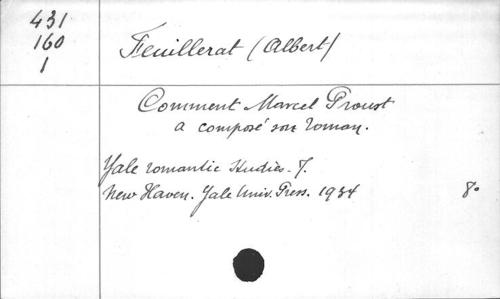 431
160
1
Feuillerat (Albert)
Comment Marcel Proust
a composé son roman.
Yale romantic Studies. 7.
New Haven. Yale Univ. Press. 1934 8°